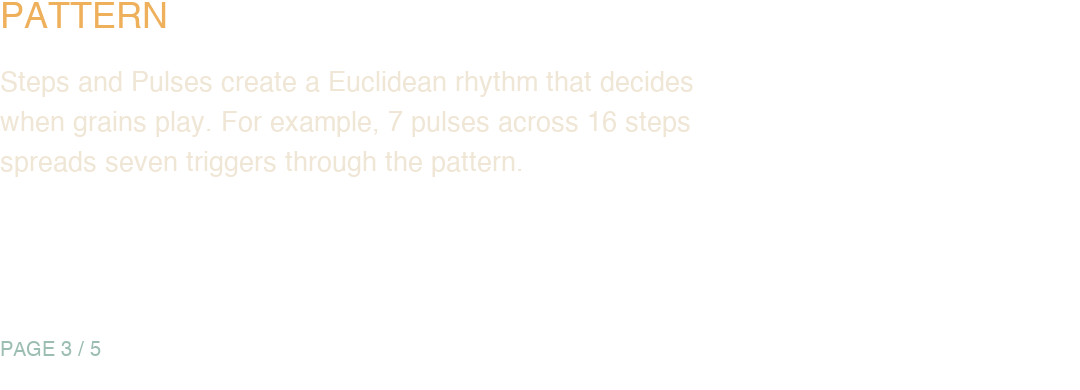 PATTERN
Steps and Pulses create a Euclidean rhythm that decides
when grains play. For example, 7 pulses across 16 steps
spreads seven triggers through the pattern.
PAGE 3 / 5